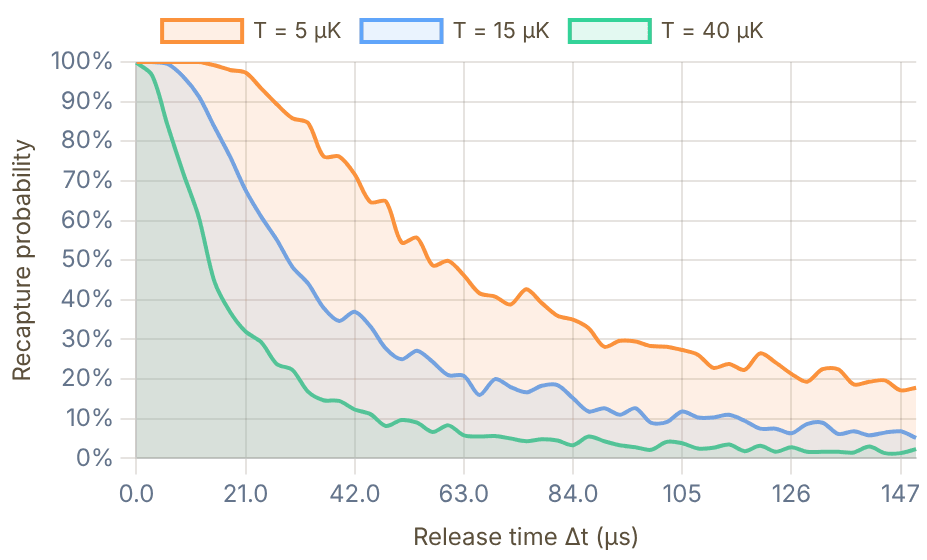 T = 5 μK T = 15 μK T = 40 μK
Recapture probability
100%
90%
80%
70%
60%
50%
40%
30%
20%
10%
0%
0.0 21.0 42.0 63.0 84.0 105 126 147
Release time Δt (μs)